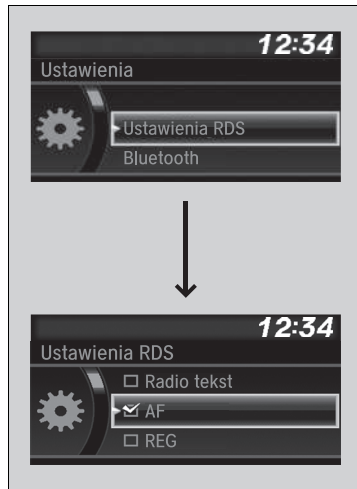 12:34
Ustawienia
Ustawienia RDS
Bluetooth
12:34
Ustawienia RDS
Radio tekst
AF
REG